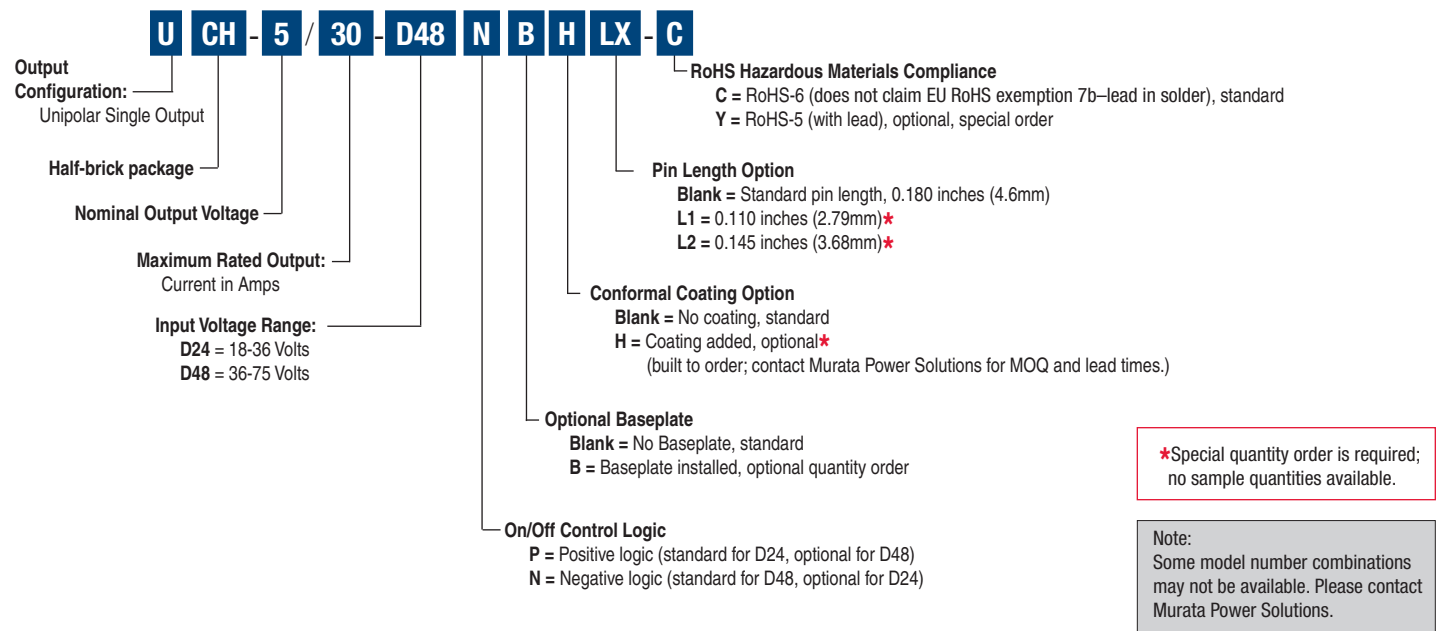 U CH - 5 / 30 - D48 N B H LX - C
Output
Configuration:
Unipolar Single Output
Half-brick package
Nominal Output Voltage
Maximum Rated Output:
Current in Amps
Input Voltage Range:
D24 = 18-36 Volts
D48 = 36-75 Volts
RoHS Hazardous Materials Compliance
C = RoHS-6 (does not claim EU RoHS exemption 7b–lead in solder), standard
Y = RoHS-5 (with lead), optional, special order
Pin Length Option
Blank = Standard pin length, 0.180 inches (4.6mm)
L1 = 0.110 inches (2.79mm)*
L2 = 0.145 inches (3.68mm)*
Conformal Coating Option
Blank = No coating, standard
H = Coating added, optional*
(built to order; contact Murata Power Solutions for MOQ and lead times.)
Optional Baseplate
Blank = No Baseplate, standard
B = Baseplate installed, optional quantity order
On/Off Control Logic
P = Positive logic (standard for D24, optional for D48)
N = Negative logic (standard for D48, optional for D24)
*Special quantity order is required;
no sample quantities available.
Note:
Some model number combinations
may not be available. Please contact
Murata Power Solutions.